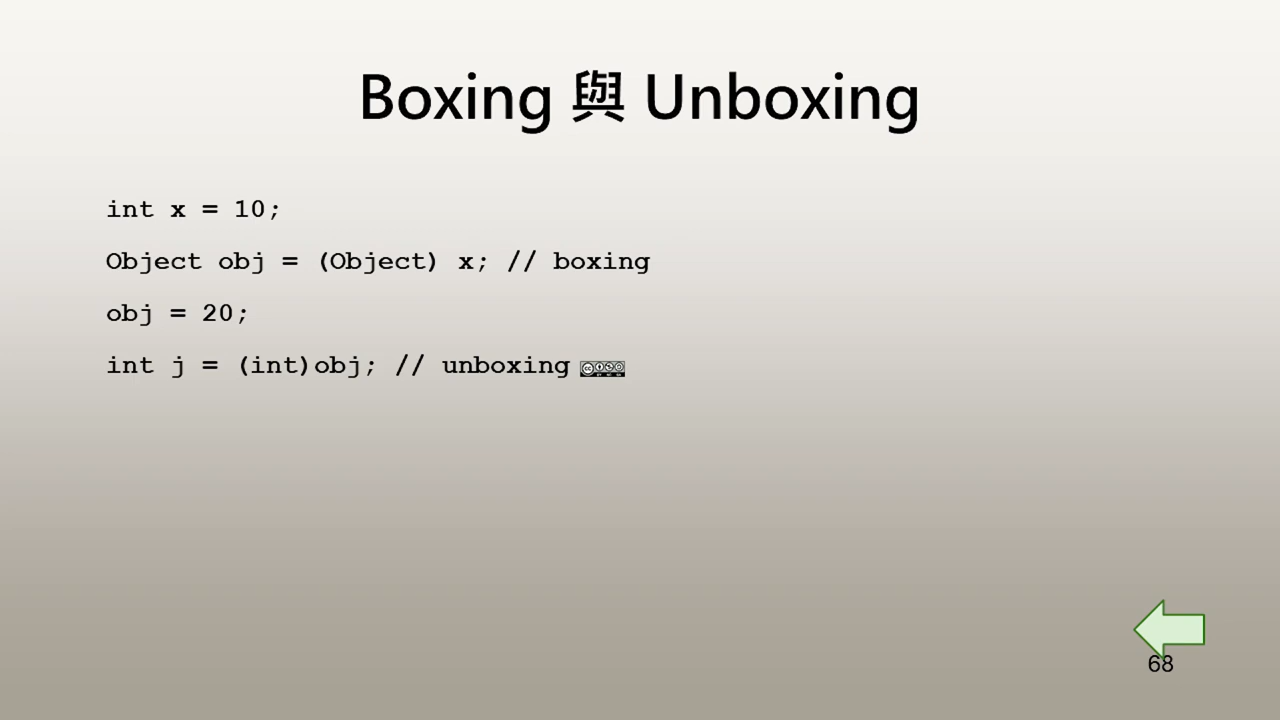 Boxing 與 Unboxing
int x = 10;
Object obj = (Object) x; // boxing
obj = 20;
int j = (int)obj; // unboxing
68